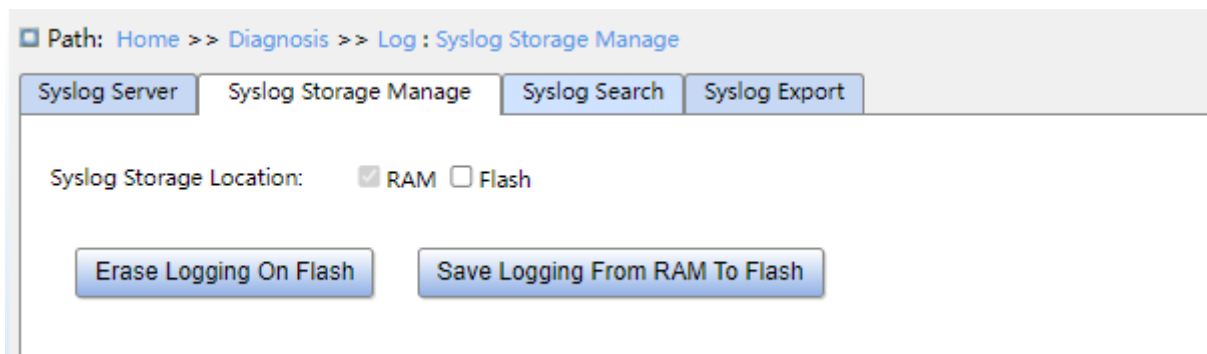 Path: Home >> Diagnosis >> Log : Syslog Storage Manage
Syslog Server Syslog Storage Manage Syslog Search Syslog Export
Syslog Storage Location: RAM Flash
Erase Logging On Flash Save Logging From RAM To Flash